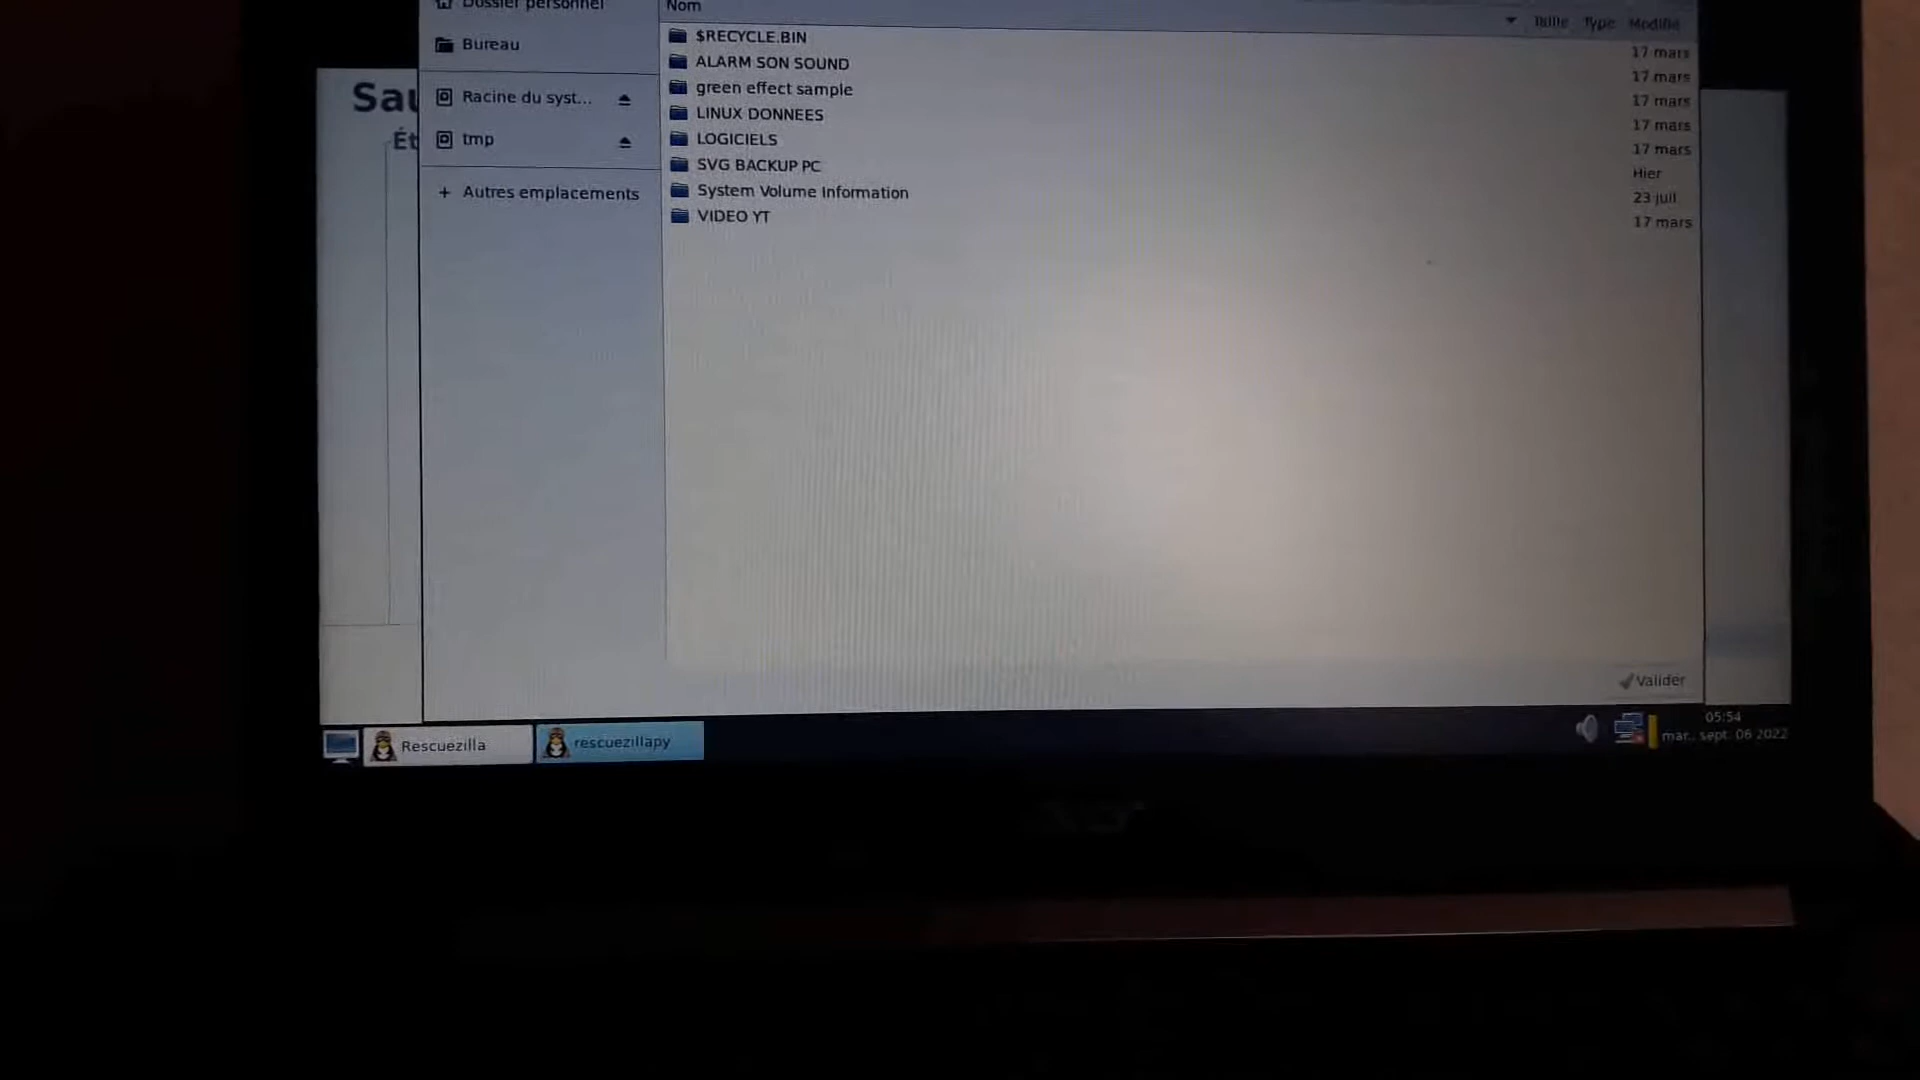 Dossier personnel
Nom
Taille Type Modifié
Bureau
Sau
Ét
Racine du syst...
tmp
+ Autres emplacements
$RECYCLE.BIN 17 mars
ALARM SON SOUND 17 mars
green effect sample 17 mars
LINUX DONNEES 17 mars
LOGICIELS 17 mars
SVG BACKUP PC Hier
System Volume Information 23 juil.
VIDEO YT 17 mars
Valider
Rescuezilla
rescuezillapy
05:54
mar., sept. 06 2022
acer